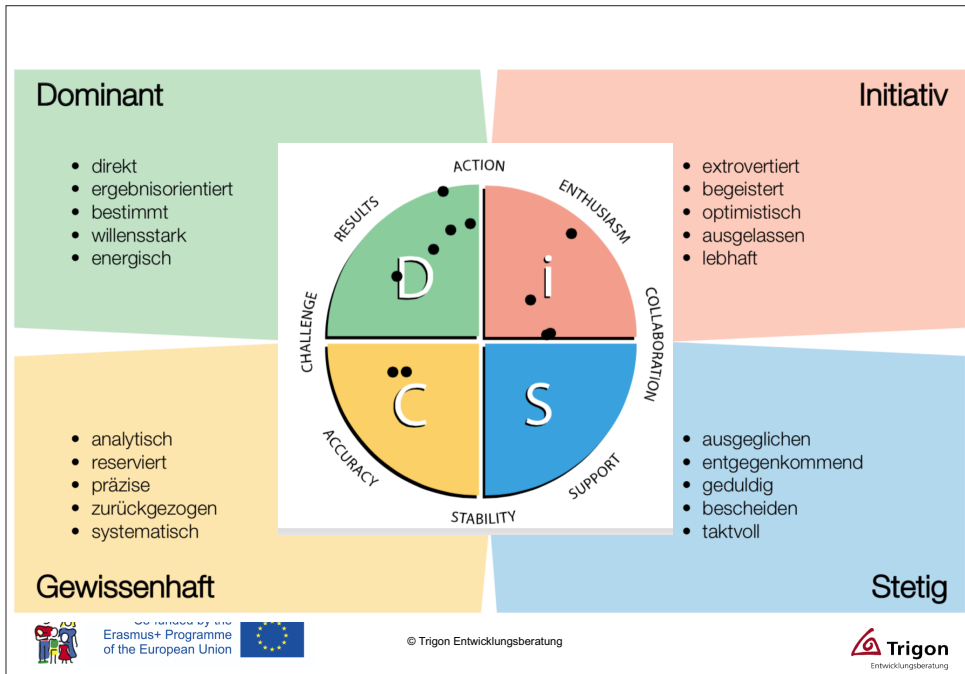 Dominant
Initiativ
• direkt
• ergebnisorientiert
• bestimmt
• willensstark
• energisch
• extrovertiert
• begeistert
• optimistisch
• ausgelassen
• lebhaft
ACTION
RESULTS
ENTHUSIASM
CHALLENGE
COLLABORATION
D
i
C
S
ACCURACY
SUPPORT
STABILITY
• analytisch
• reserviert
• präzise
• zurückgezogen
• systematisch
• ausgeglichen
• entgegenkommend
• geduldig
• bescheiden
• taktvoll
Gewissenhaft
Stetig
Co-funded by the
Erasmus+ Programme
of the European Union
© Trigon Entwicklungsberatung
Trigon
Entwicklungsberatung